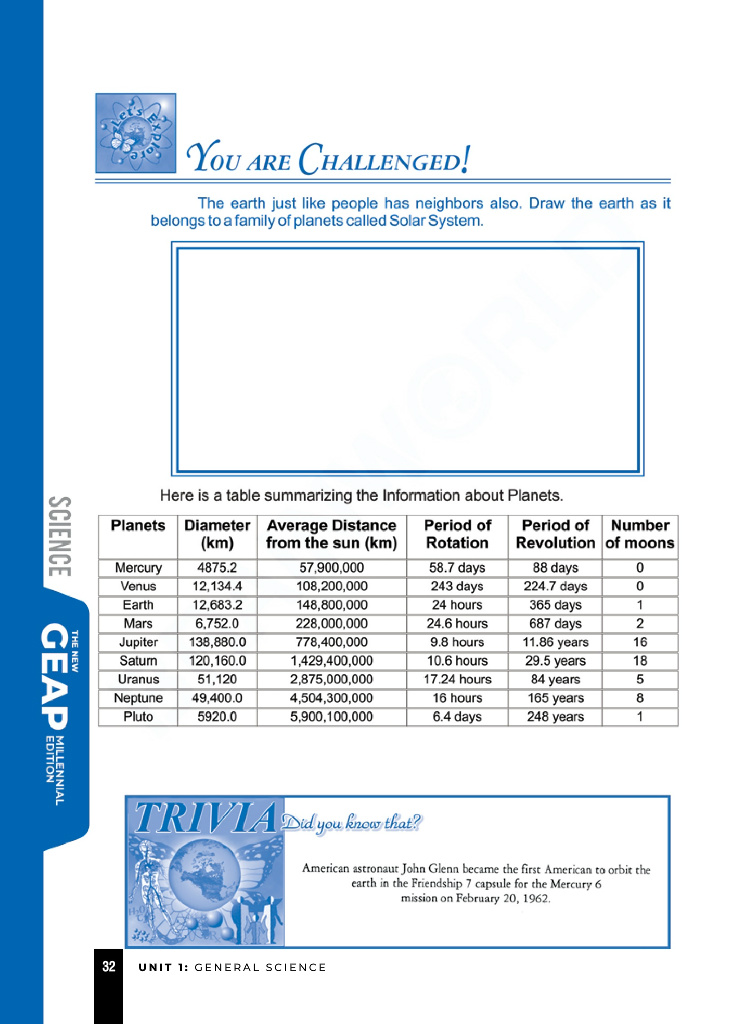 Let's Explore
YOU ARE CHALLENGED!
The earth just like people has neighbors also. Draw the earth as it
belongs to a family of planets called Solar System.
Here is a table summarizing the Information about Planets.
Planets Diameter (km) Average Distance from the sun (km) Period of Rotation Period of Revolution Number of moons
Mercury 4875.2 57,900,000 58.7 days 88 days 0
Venus 12,134.4 108,200,000 243 days 224.7 days 0
Earth 12,683.2 148,800,000 24 hours 365 days 1
Mars 6,752.0 228,000,000 24.6 hours 687 days 2
Jupiter 138,880.0 778,400,000 9.8 hours 11.86 years 16
Saturn 120,160.0 1,429,400,000 10.6 hours 29.5 years 18
Uranus 51,120 2,875,000,000 17.24 hours 84 years 5
Neptune 49,400.0 4,504,300,000 16 hours 165 years 8
Pluto 5920.0 5,900,100,000 6.4 days 248 years 1
SCIENCE
THE NEW
GEAP
MILLENNIAL
EDITION
TRIVIA Did you know that?
American astronaut John Glenn became the first American to orbit the
earth in the Friendship 7 capsule for the Mercury 6
mission on February 20, 1962.
32 UNIT 1: GENERAL SCIENCE